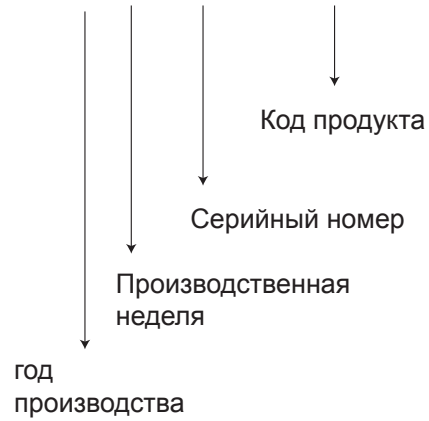 Код продукта
Серийный номер
Производственная
неделя
год
производства